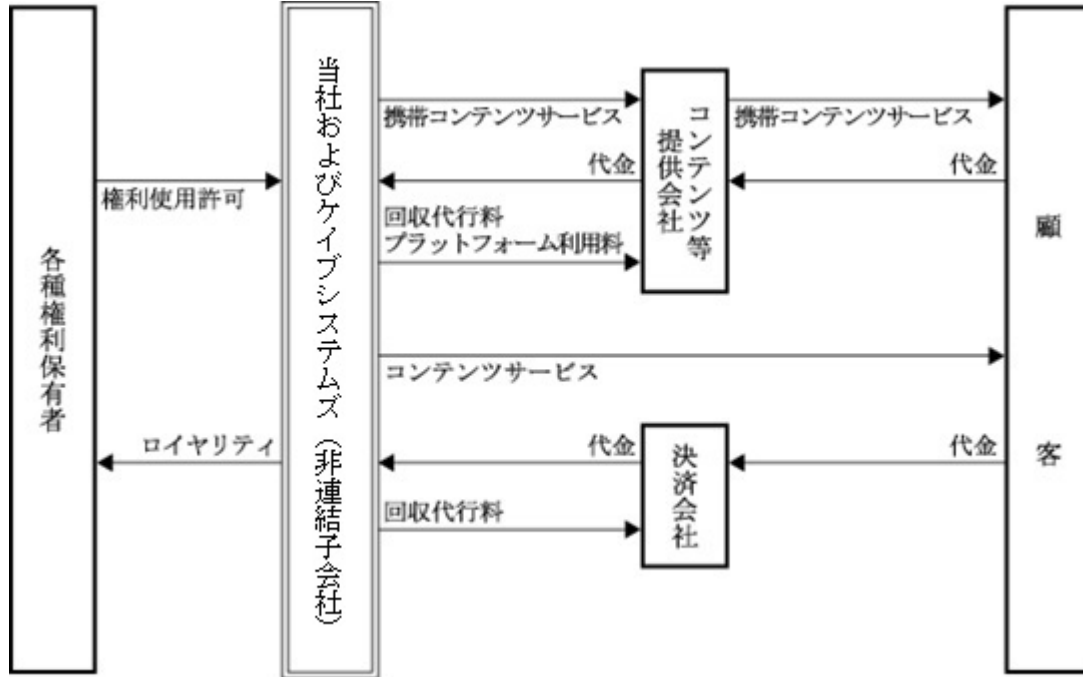 各種権利保有者
権利使用許可
ロイヤリティ
当社およびケイブシステムズ（非連結子会社）
携帯コンテンツサービス
代金
回収代行料
プラットフォーム利用料
コンテンツ等
提供会社
携帯コンテンツサービス
代金
コンテンツサービス
代金
回収代行料
決済会社
代金
顧客